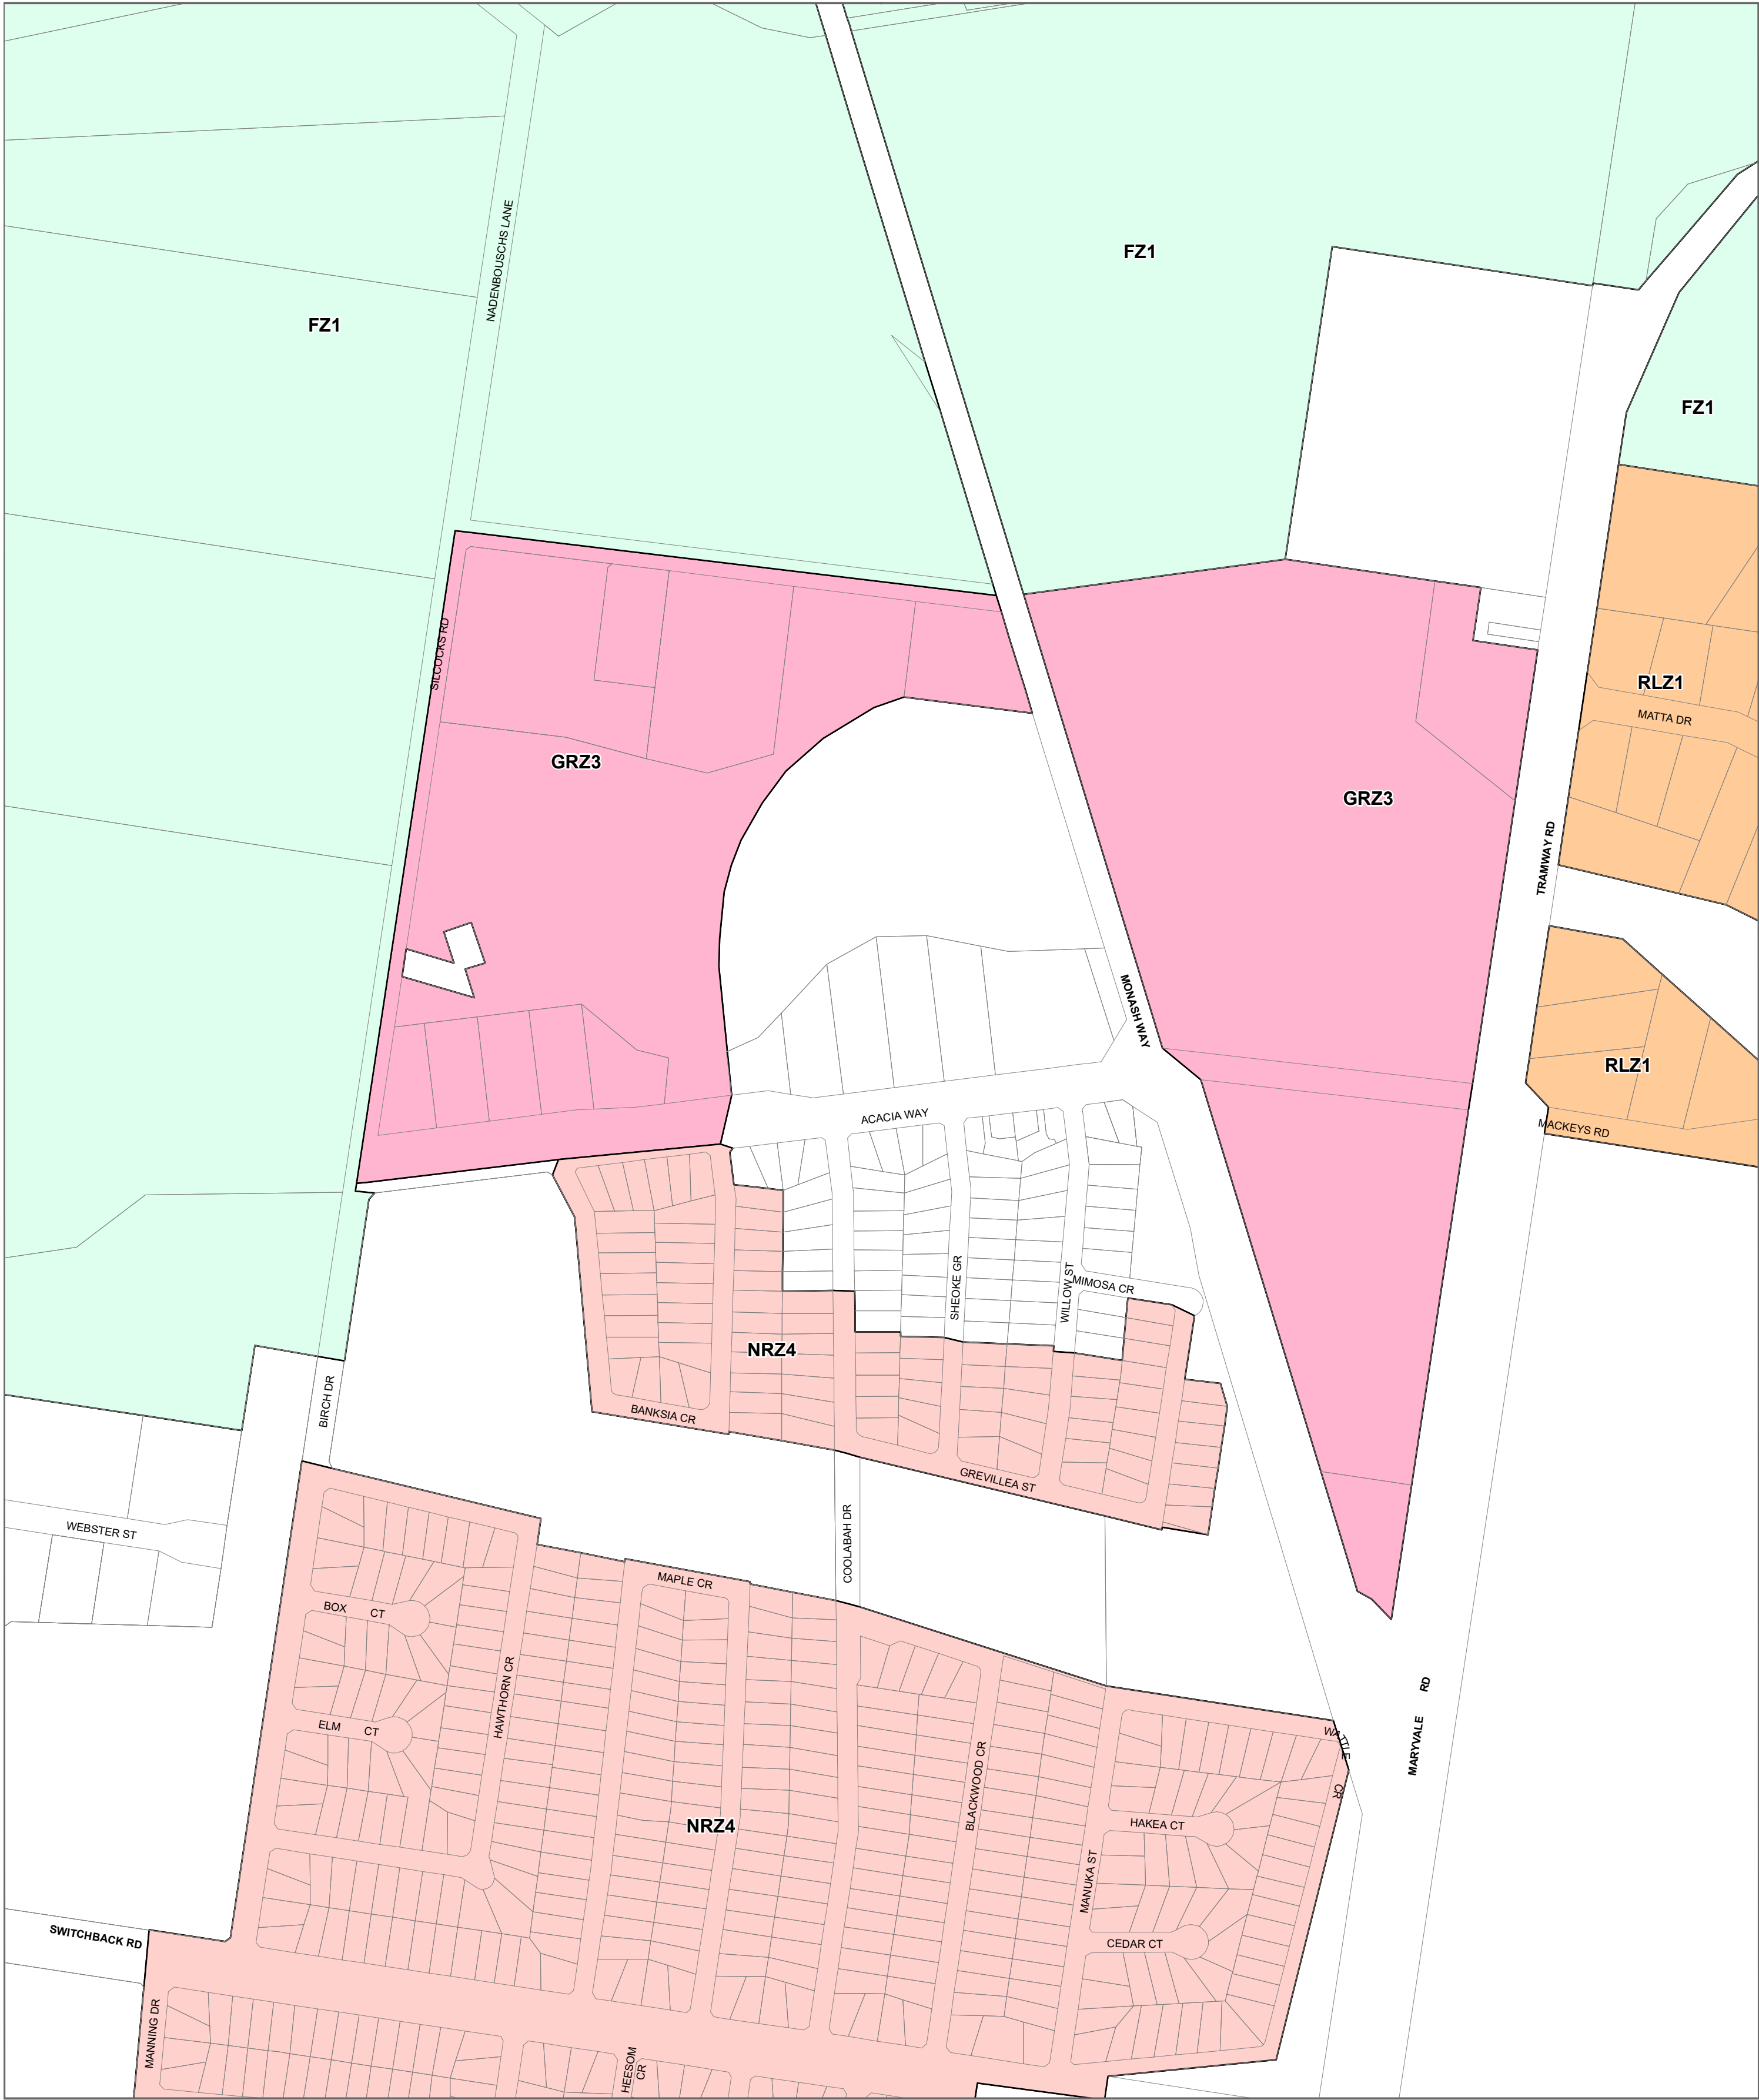 NADENBOUSCHS LANE
FZ1
FZ1
FZ1
SILCOCKS RD
RLZ1
MATTA DR
GRZ3
GRZ3
TRAMWAY RD
MONASH WAY
RLZ1
ACACIA WAY
MACKEYS RD
SHEOKE GR
WILLOW ST
MIMOSA CR
NRZ4
BIRCH DR
BANKSIA CR
GREVILLEA ST
WEBSTER ST
COOLABAH DR
MAPLE CR
BOX CT
HAWTHORN CR
ELM CT
MARYVALE RD
WATTLE CR
BLACKWOOD CR
NRZ4
HAKEA CT
MANUKA ST
SWITCHBACK RD
CEDAR CT
MANNING DR
HEESOM
CR